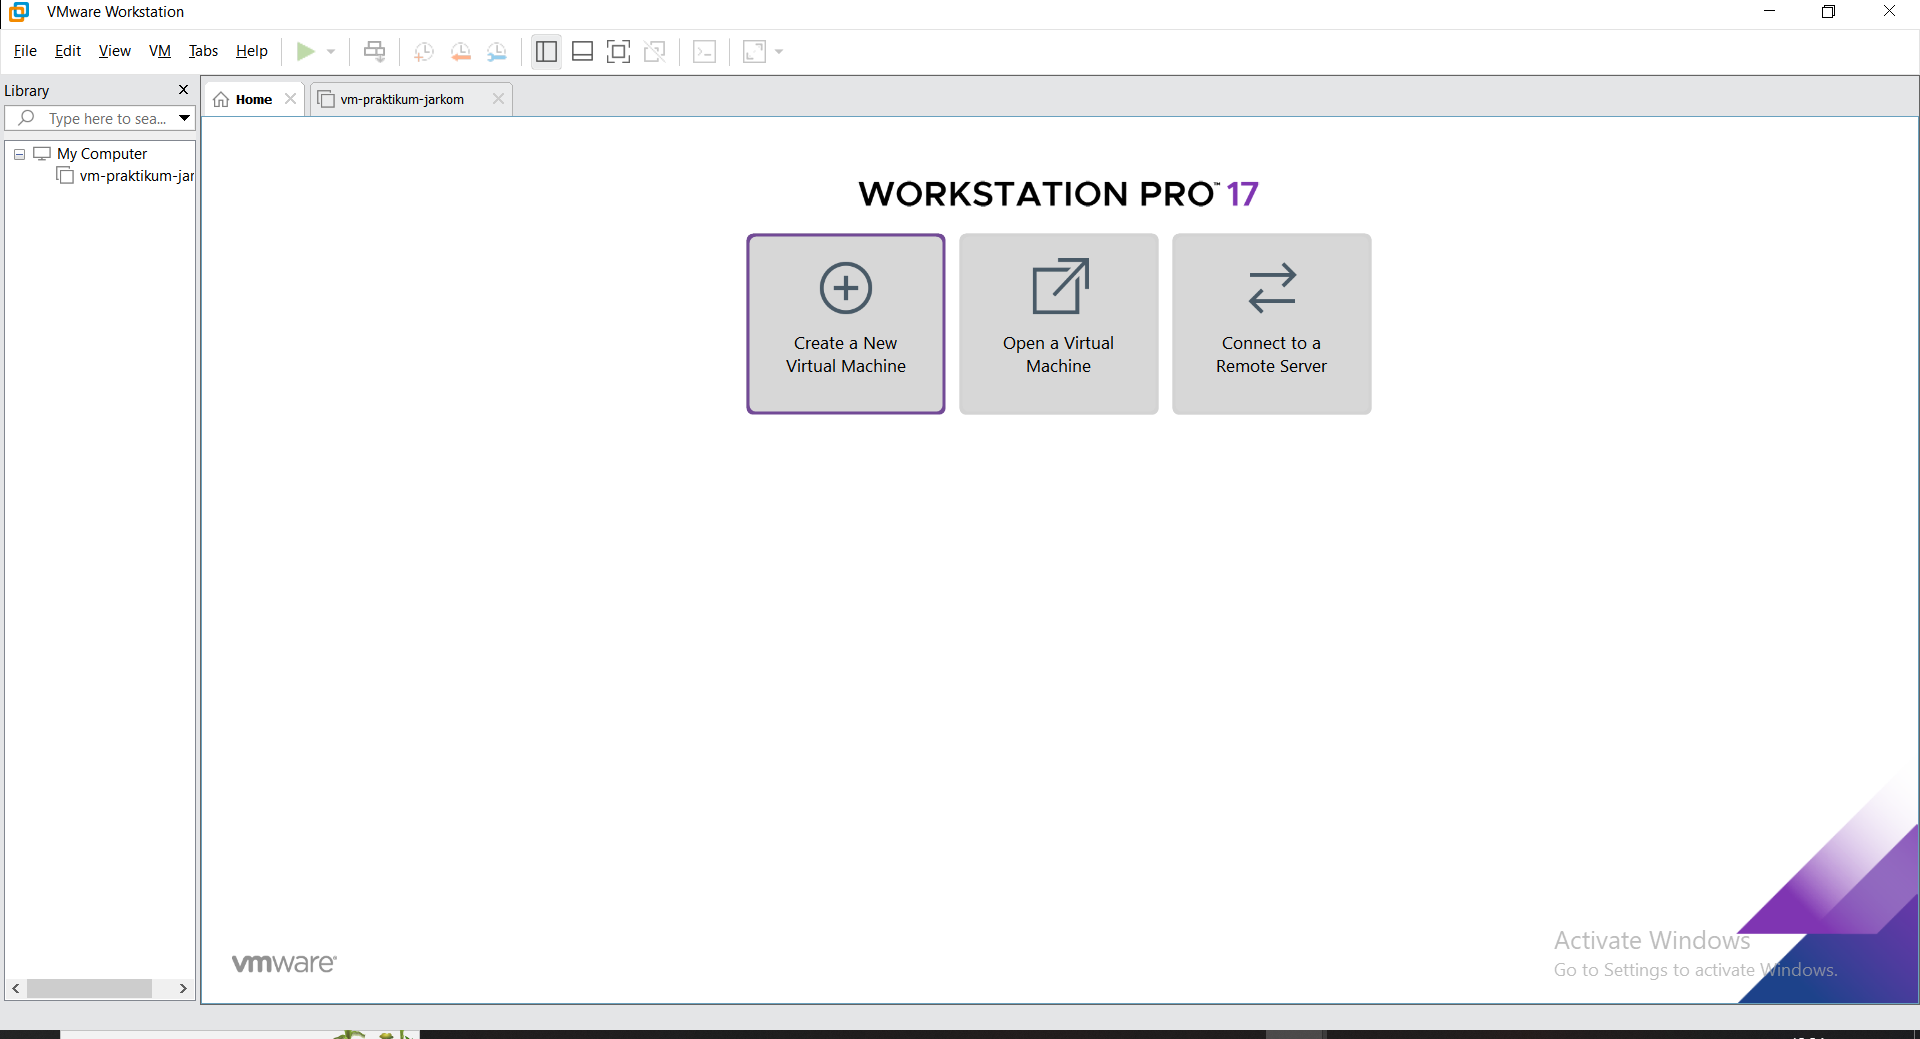 VMware Workstation
File Edit View VM Tabs Help
Library
Type here to sea...
My Computer
vm-praktikum-jar
Home
vm-praktikum-jarkom
WORKSTATION PRO™ 17
Create a New
Virtual Machine
Open a Virtual
Machine
Connect to a
Remote Server
vmware®
Activate Windows
Go to Settings to activate Windows.